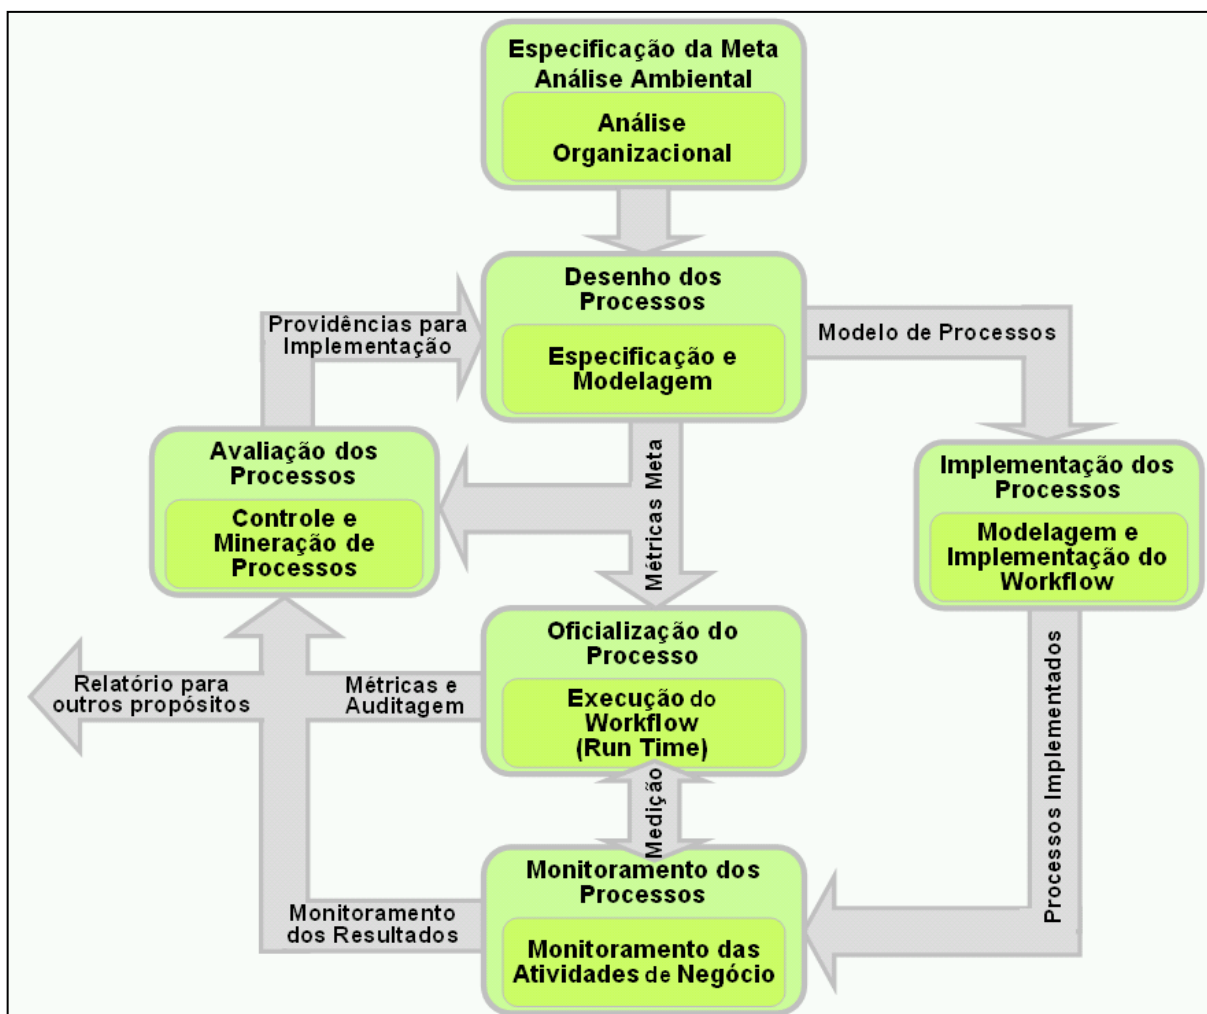 Especificação da Meta
Análise Ambiental
Análise
Organizacional
Desenho dos
Processos
Especificação e
Modelagem
Providências para
Implementação
Modelo de Processos
Avaliação dos
Processos
Controle e
Mineração de
Processos
Métricas Meta
Implementação dos
Processos
Modelagem e
Implementação do
Workflow
Oficialização do
Processo
Execução do
Workflow
(Run Time)
Relatório para
outros propósitos
Métricas e
Auditagem
Medição
Processos Implementados
Monitoramento dos
Processos
Monitoramento das
Atividades de Negócio
Monitoramento
dos Resultados